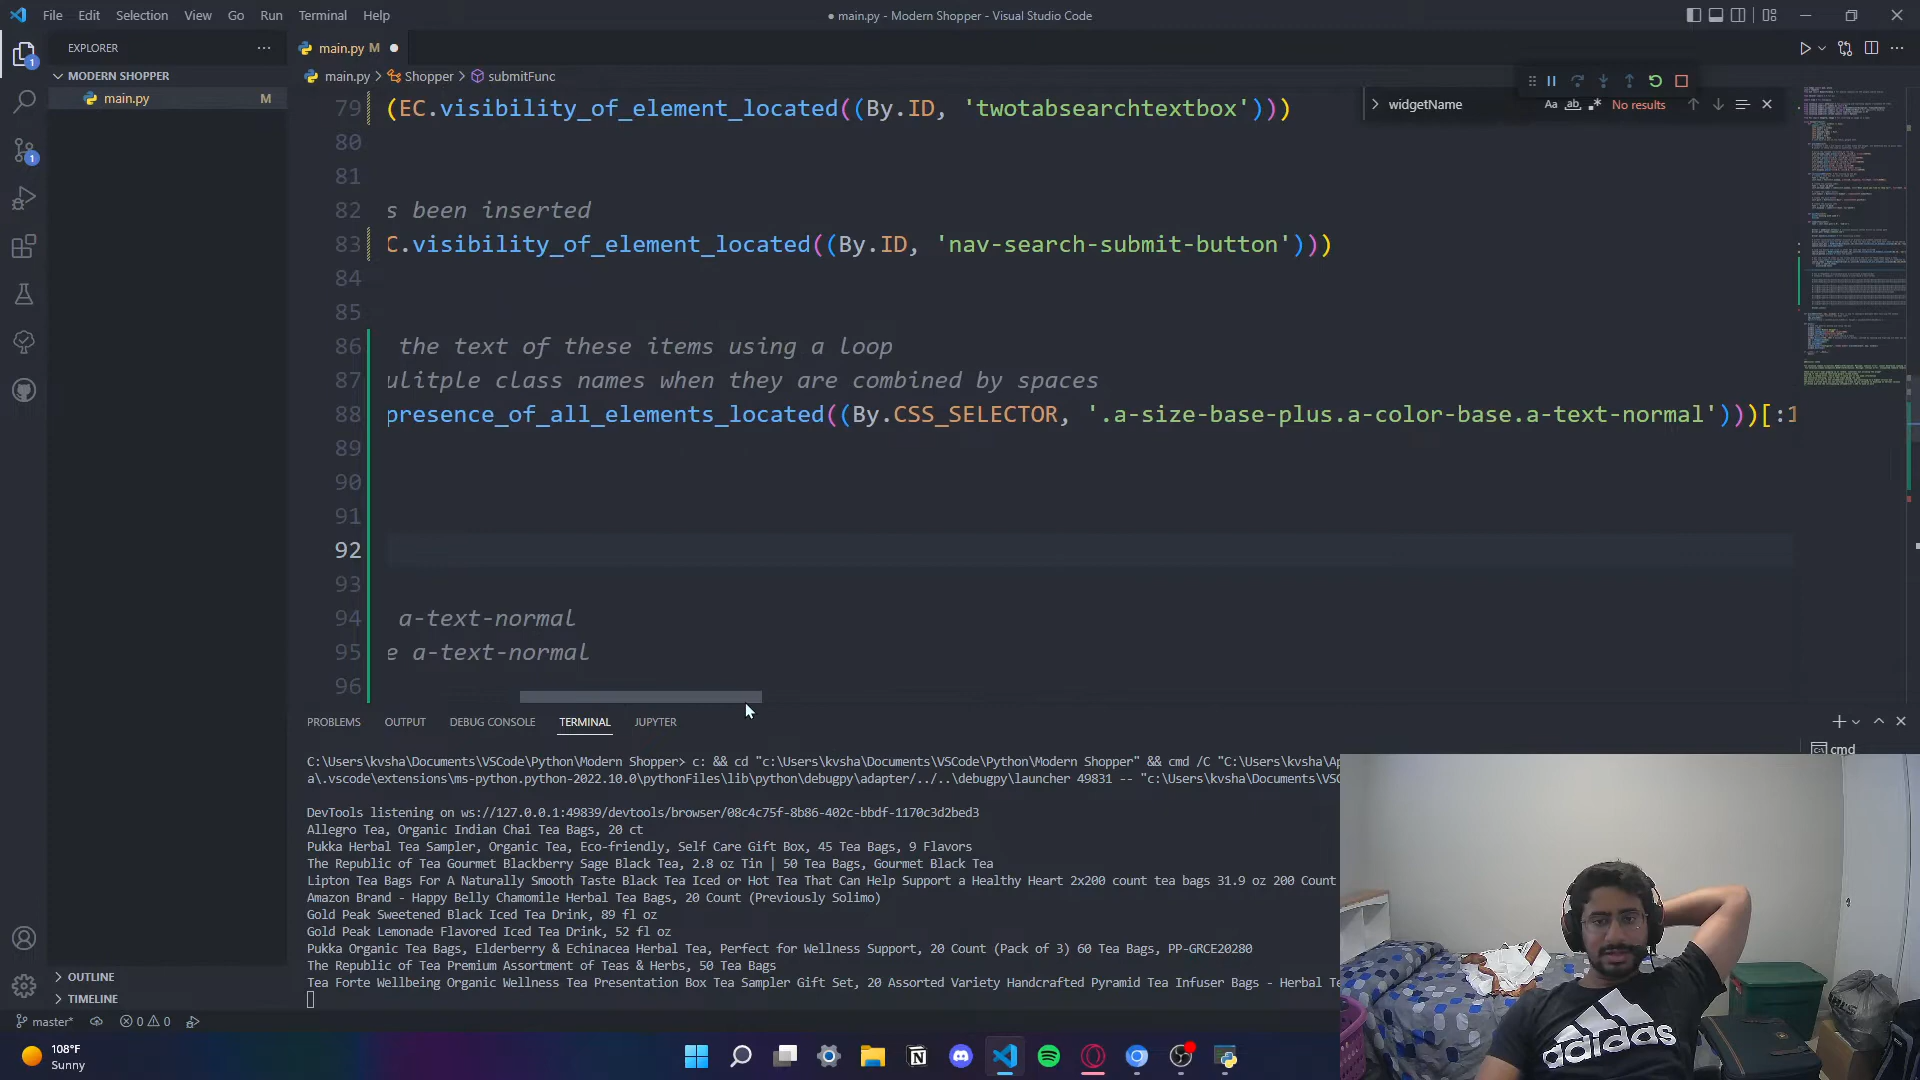 File Edit Selection View Go Run Terminal Help
● main.py - Modern Shopper - Visual Studio Code
EXPLORER
MODERN SHOPPER
main.py M
1
1
main.py M
main.py > Shopper > submitFunc
widgetName
Aa ab No results
79 (EC.visibility_of_element_located((By.ID, 'twotabsearchtextbox')))
80
81
82 s been inserted
83 C.visibility_of_element_located((By.ID, 'nav-search-submit-button')))
84
85
86 the text of these items using a loop
87 ulitple class names when they are combined by spaces
88 presence_of_all_elements_located((By.CSS_SELECTOR, '.a-size-base-plus.a-color-base.a-text-normal')))[:1
89
90
91
92
93
94 a-text-normal
95 e a-text-normal
96
PROBLEMS OUTPUT DEBUG CONSOLE TERMINAL JUPYTER
cmd
C:\Users\kvsha\Documents\VSCode\Python\Modern Shopper> c: && cd "c:\Users\kvsha\Documents\VSCode\Python\Modern Shopper" && cmd /C "C:\Users\kvsha\Ap
a\.vscode\extensions\ms-python.python-2022.10.0\pythonFiles\lib\python\debugpy\adapter/../..\debugpy\launcher 49831 -- "c:\Users\kvsha\Documents\VSC
DevTools listening on ws://127.0.0.1:49839/devtools/browser/08c4c75f-8b86-402c-bbdf-1170c3d2bed3
Allegro Tea, Organic Indian Chai Tea Bags, 20 ct
Pukka Herbal Tea Sampler, Organic Tea, Eco-friendly, Self Care Gift Box, 45 Tea Bags, 9 Flavors
The Republic of Tea Gourmet Blackberry Sage Black Tea, 2.8 oz Tin | 50 Tea Bags, Gourmet Black Tea
Lipton Tea Bags For A Naturally Smooth Taste Black Tea Iced or Hot Tea That Can Help Support a Healthy Heart 2x200 count tea bags 31.9 oz 200 Count
Amazon Brand - Happy Belly Chamomile Herbal Tea Bags, 20 Count (Previously Solimo)
Gold Peak Sweetened Black Iced Tea Drink, 89 fl oz
Gold Peak Lemonade Flavored Iced Tea Drink, 52 fl oz
Pukka Organic Tea Bags, Elderberry & Echinacea Herbal Tea, Perfect for Wellness Support, 20 Count (Pack of 3) 60 Tea Bags, PP-GRCE20280
The Republic of Tea Premium Assortment of Teas & Herbs, 50 Tea Bags
Tea Forte Wellbeing Organic Wellness Tea Presentation Box Tea Sampler Gift Set, 20 Assorted Variety Handcrafted Pyramid Tea Infuser Bags - Herbal Te
OUTLINE
TIMELINE
master* 0 0
adidas
108°F
Sunny